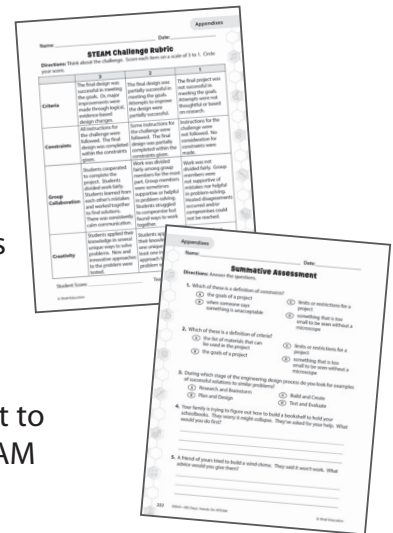 Appendixes
Name: Date:
STEAM Challenge Rubric
Directions: Think about the challenge. Score each item on a scale of 3 to 1. Circle
your score.
3 2 1
Criteria
The final design was
successful in meeting
the goals. Or, major
improvements were
made through logical,
evidence-based
design changes.
The final design was
partially successful in
meeting the goals.
Attempts to improve
the design were
partially successful.
The final project was
not successful in
meeting the goals.
Attempts were not
thoughtful or based
on research.
Constraints
All instructions for
the challenge were
followed. The final
design was completed
within the constraints
given.
Some instructions for
the challenge were
followed. The final
design was partially
completed within the
constraints given.
Instructions for the
challenge were
not followed. No
consideration for
constraints were
made.
Group
Collaboration
Students cooperated
to complete the
project. Students
divided work fairly.
Students learned from
each other's mistakes
and worked together
to find solutions.
There was consistently
calm communication.
Work was divided
fairly among group
members for the most
part. Group members
were sometimes
supportive or helpful
in problem-solving.
Students struggled
to compromise but
found ways to work
together.
Work was not
divided fairly. Group
members were
not supportive of
mistakes nor helpful
in problem-solving.
Heated disagreements
occurred and/or
compromises could
not be reached.
Creativity
Students applied their
knowledge in several
unique ways to solve
problems. New and
innovative approaches
to the problem were
tested.
Student Score:
© Shell Education
s
t to
AM
Appendixes
Name: Date:
Summative Assessment
Directions: Answer the questions.
1. Which of these is a definition of constraints?
A the goals of a project
B when someone says
something is unacceptable
C limits or restrictions for a
project
D something that is too
small to be seen without a
microscope
2. Which of these is a definition of criteria?
A the list of materials that can
be used in the project
B the goals of a project
C limits or restrictions for a
project
D something that is too
small to be seen without a
microscope
3. During which stage of the engineering design process do you look for examples
of successful solutions to similar problems?
A Research and Brainstorm
B Plan and Design
C Build and Create
D Test and Evaluate
4. Your family is trying to figure out how to build a bookshelf to hold your
schoolbooks. They worry it might collapse. They've asked for your help. What
would you do first?
5. A friend of yours tried to build a wind chime. They said it won't work. What
advice would you give them?
© Shell Education